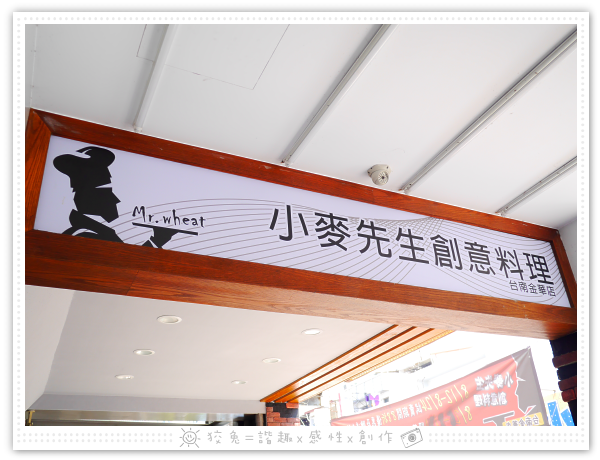 Mr. wheat
小麥先生創意料理
台南金華店
狡兔=諧趣x感性x創作